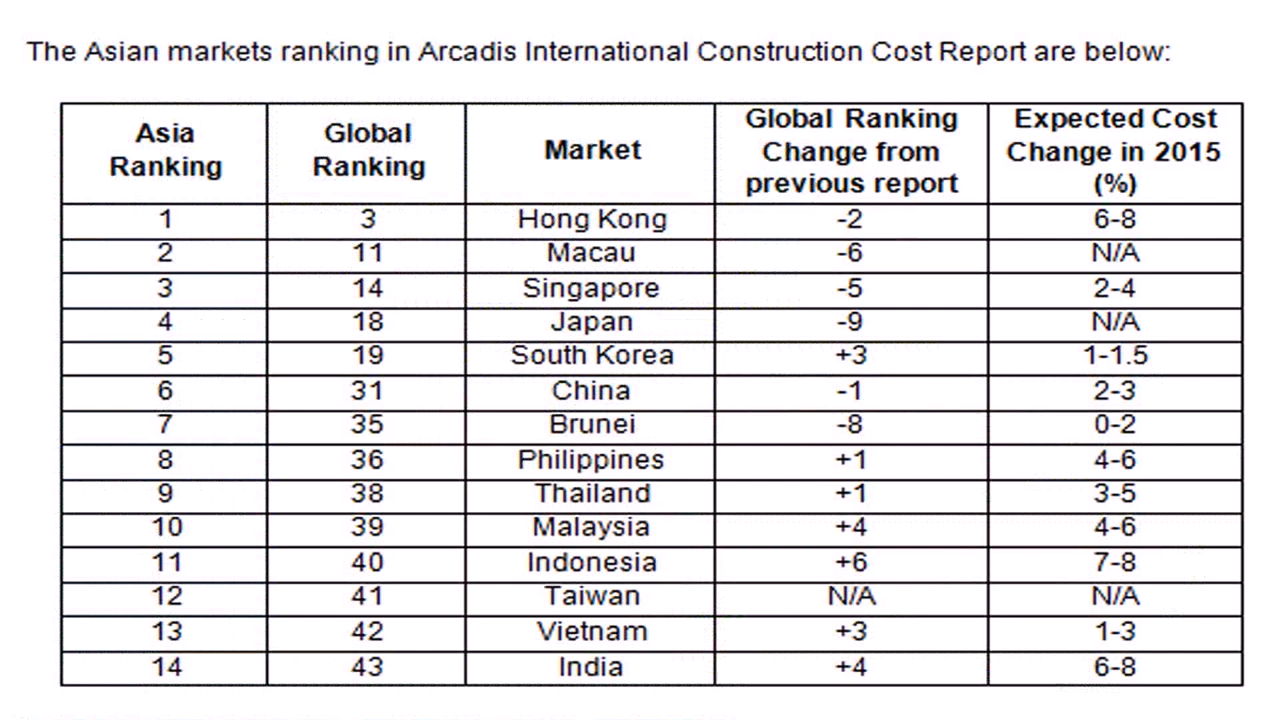 The Asian markets ranking in Arcadis International Construction Cost Report are below:
Asia Ranking Global Ranking Market Global Ranking Change from previous report Expected Cost Change in 2015 (%)
1 3 Hong Kong -2 6-8
2 11 Macau -6 N/A
3 14 Singapore -5 2-4
4 18 Japan -9 N/A
5 19 South Korea +3 1-1.5
6 31 China -1 2-3
7 35 Brunei -8 0-2
8 36 Philippines +1 4-6
9 38 Thailand +1 3-5
10 39 Malaysia +4 4-6
11 40 Indonesia +6 7-8
12 41 Taiwan N/A N/A
13 42 Vietnam +3 1-3
14 43 India +4 6-8